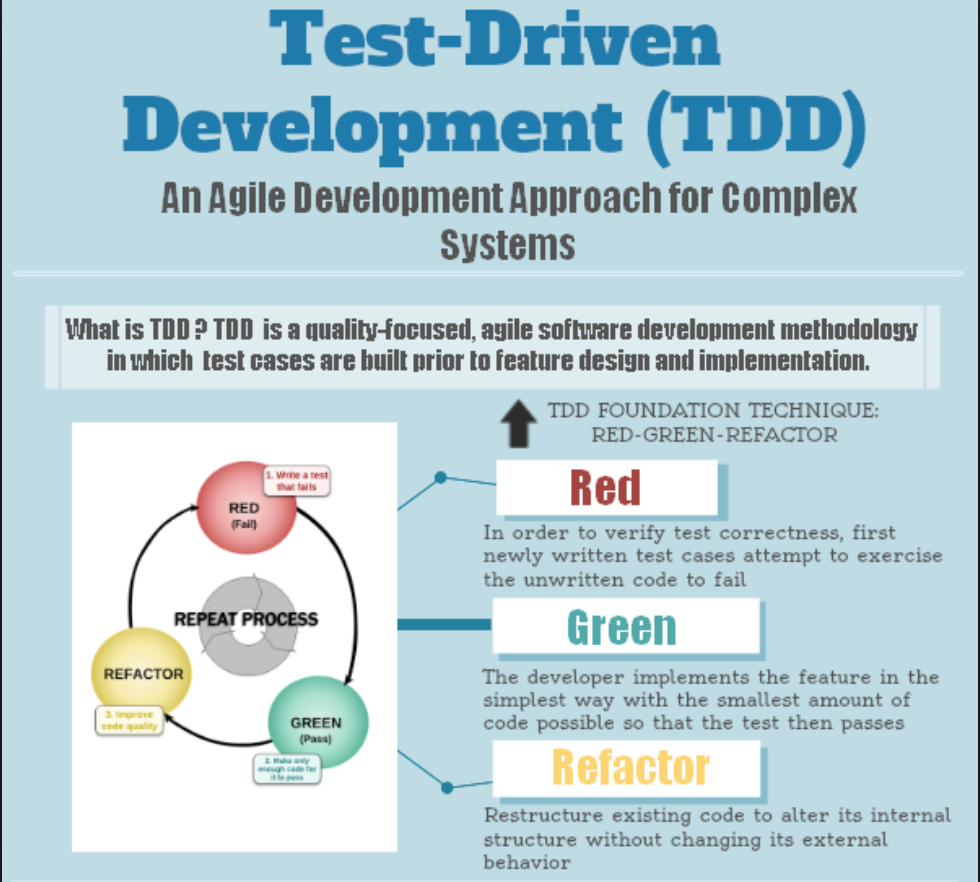 Test-Driven
Development (TDD)
An Agile Development Approach for Complex
Systems
What is TDD ? TDD is a quality-focused, agile software development methodology
in which test cases are built prior to feature design and implementation.
TDD FOUNDATION TECHNIQUE:
RED-GREEN-REFACTOR
1. Write a test
that fails
RED
(Fail)
REPEAT PROCESS
REFACTOR
3. Improve
code quality
GREEN
(Pass)
2. Make only
enough code for
it to pass
Red
In order to verify test correctness, first
newly written test cases attempt to exercise
the unwritten code to fail
Green
The developer implements the feature in the
simplest way with the smallest amount of
code possible so that the test then passes
Refactor
Restructure existing code to alter its internal
structure without changing its external
behavior